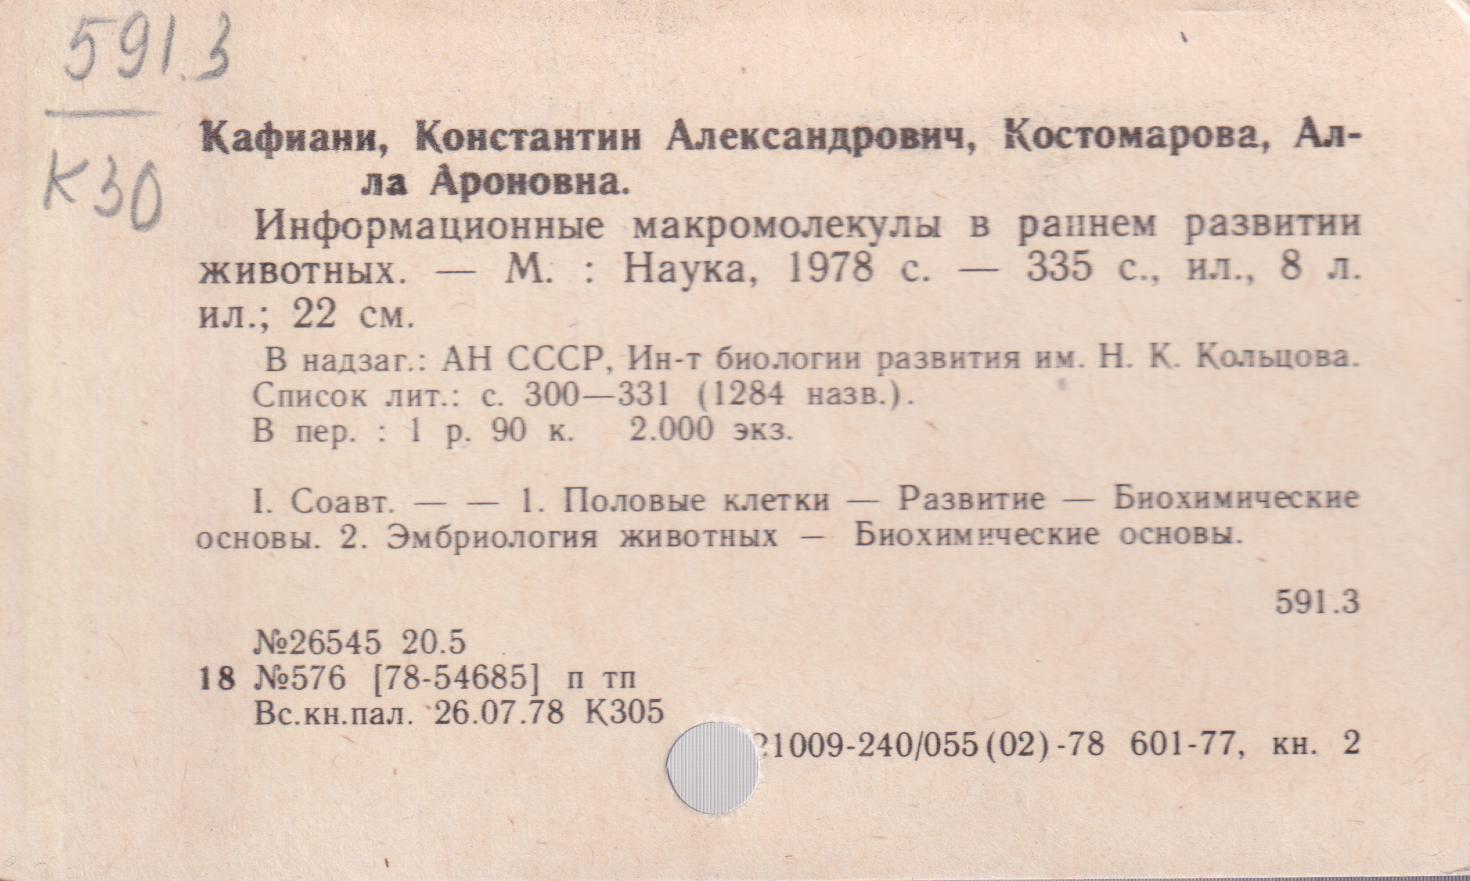 591.3
К30
Кафиани, Константин Александрович, Костомарова, Ал-
ла Ароновна.
Информационные макромолекулы в раннем развитии
животных. — М. : Наука, 1978 с. — 335 с., ил., 8 л.
ил.; 22 см.
В надзаг.: АН СССР, Ин-т биологии развития им. Н. К. Кольцова.
Список лит.: с. 300—331 (1284 назв.).
В пер. : 1 р. 90 к. 2.000 экз.
I. Соавт. — — 1. Половые клетки — Развитие — Биохимические
основы. 2. Эмбриология животных — Биохимические основы.
591.3
№26545 20.5
18 №576 [78-54685] п тп
Вс.кн.пал. 26.07.78 К305
21009-240/055(02)-78 601-77, кн. 2